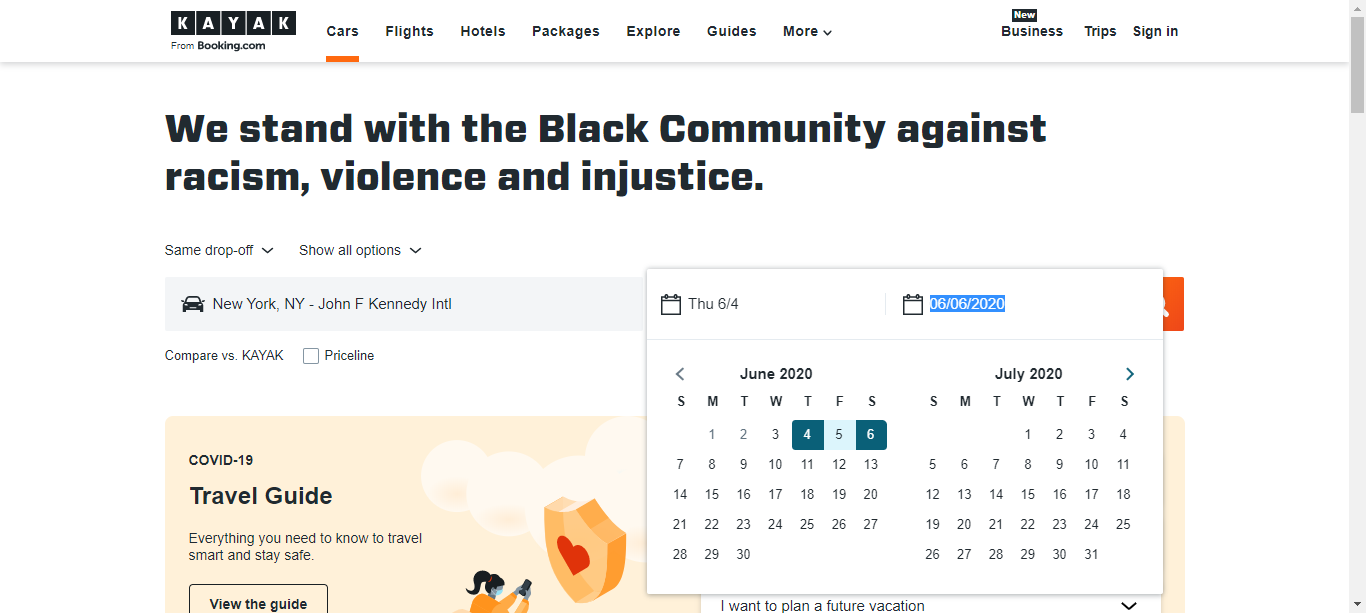 KAYAK
From Booking.com
Cars Flights Hotels Packages Explore Guides More
New
Business Trips Sign in
We stand with the Black Community against
racism, violence and injustice.
Same drop-off Show all options
New York, NY - John F Kennedy Intl
Thu 6/4 06/06/2020
Compare vs. KAYAK Priceline
June 2020
S M T W T F S
1 2 3 4 5 6
7 8 9 10 11 12 13
14 15 16 17 18 19 20
21 22 23 24 25 26 27
28 29 30
July 2020
S M T W T F S
1 2 3 4
5 6 7 8 9 10 11
12 13 14 15 16 17 18
19 20 21 22 23 24 25
26 27 28 29 30 31
COVID-19
Travel Guide
Everything you need to know to travel
smart and stay safe.
View the guide
I want to plan a future vacation